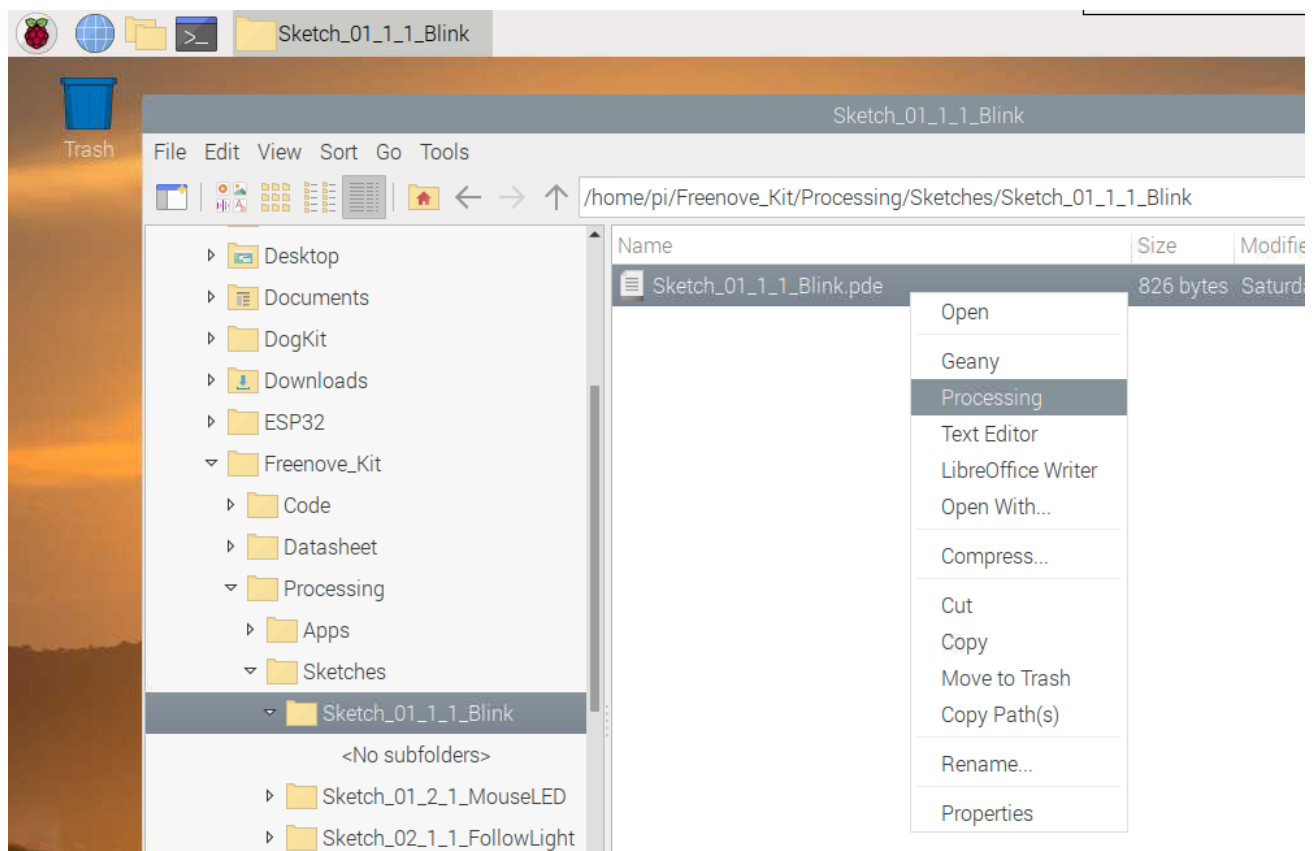 >_ Sketch_01_1_1_Blink
Trash
Sketch_01_1_1_Blink
File Edit View Sort Go Tools
/home/pi/Freenove_Kit/Processing/Sketches/Sketch_01_1_1_Blink
Desktop
Documents
DogKit
Downloads
ESP32
Freenove_Kit
Code
Datasheet
Processing
Apps
Sketches
Sketch_01_1_1_Blink
<No subfolders>
Sketch_01_2_1_MouseLED
Sketch_02_1_1_FollowLight
Name Size Modifie
Sketch_01_1_1_Blink.pde 826 bytes Saturda
Open
Geany
Processing
Text Editor
LibreOffice Writer
Open With...
Compress...
Cut
Copy
Move to Trash
Copy Path(s)
Rename...
Properties